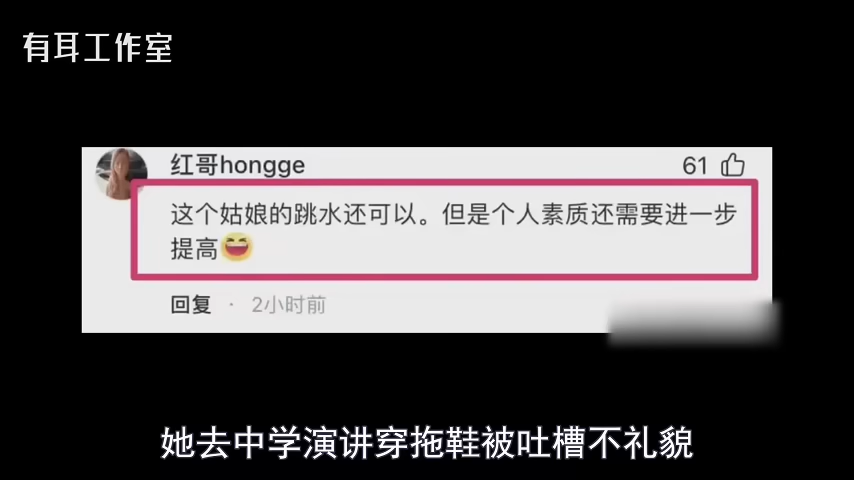 有耳工作室
红哥hongge
61
这个姑娘的跳水还可以。但是个人素质还需要进一步
提高😆
回复 · 2小时前
她去中学演讲穿拖鞋被吐槽不礼貌